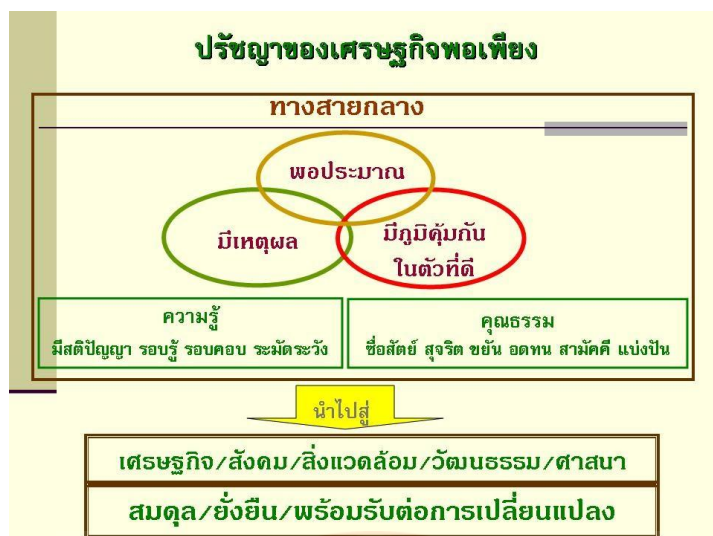 ปรัชญาของเศรษฐกิจพอเพียง
ทางสายกลาง
พอประมาณ
มีเหตุผล
มีภูมิคุ้มกัน
ในตัวที่ดี
ความรู้
มีสติปัญญา รอบรู้ รอบคอบ ระมัดระวัง
คุณธรรม
ซื่อสัตย์ สุจริต ขยัน อดทน สามัคคี แบ่งปัน
นำไปสู่
เศรษฐกิจ/สังคม/สิ่งแวดล้อม/วัฒนธรรม/ศาสนา
สมดุล/ยั่งยืน/พร้อมรับต่อการเปลี่ยนแปลง